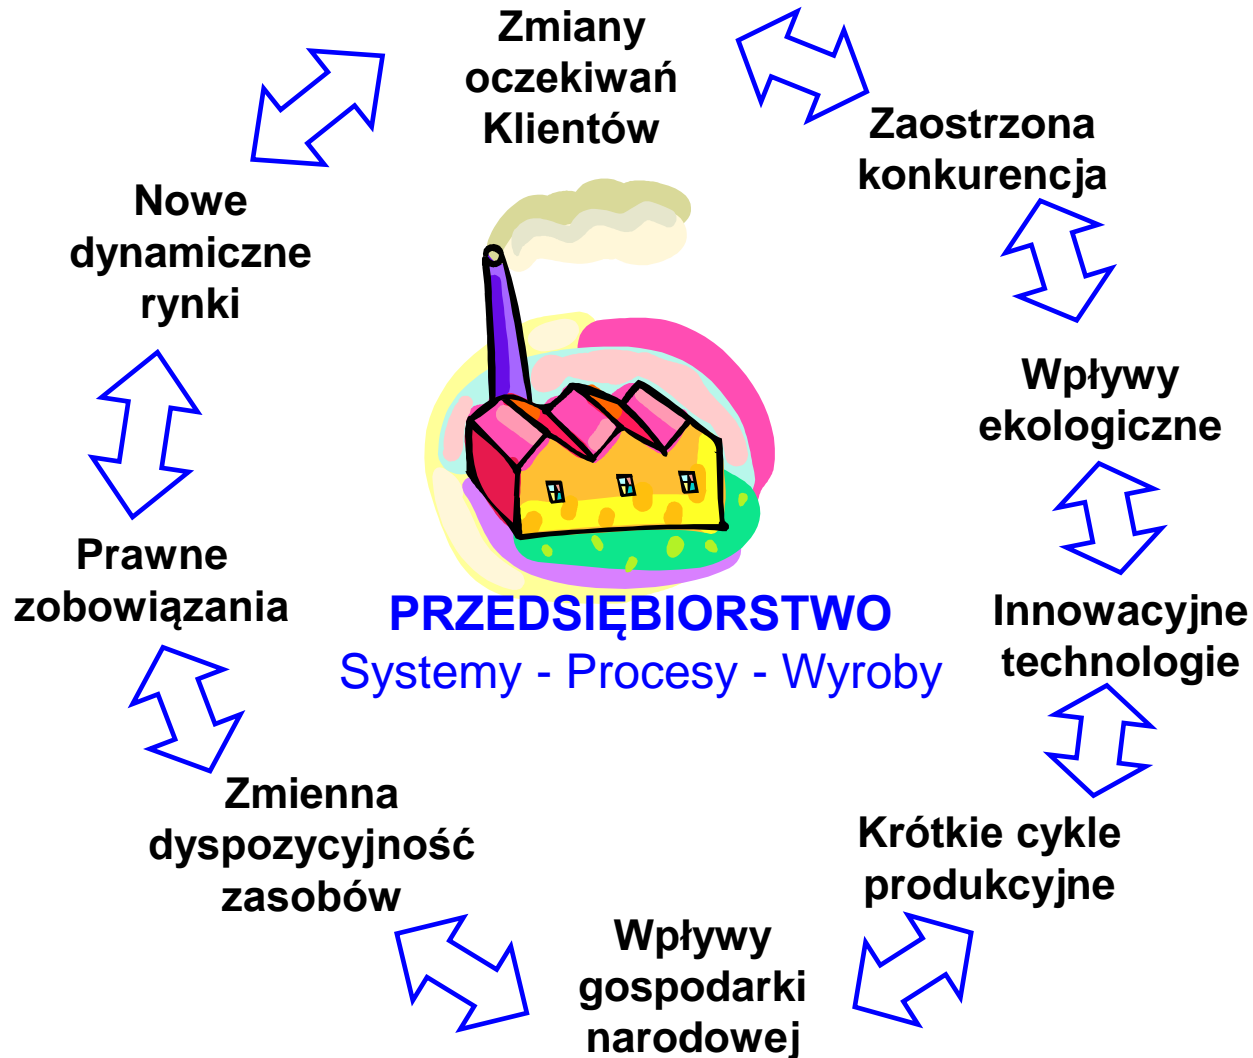 Zmiany
oczekiwań
Klientów
Zaostrzona
konkurencja
Wpływy
ekologiczne
Innowacyjne
technologie
Krótkie cykle
produkcyjne
Wpływy
gospodarki
narodowej
Zmienna
dyspozycyjność
zasobów
Prawne
zobowiązania
Nowe
dynamiczne
rynki
PRZEDSIĘBIORSTWO
Systemy - Procesy - Wyroby